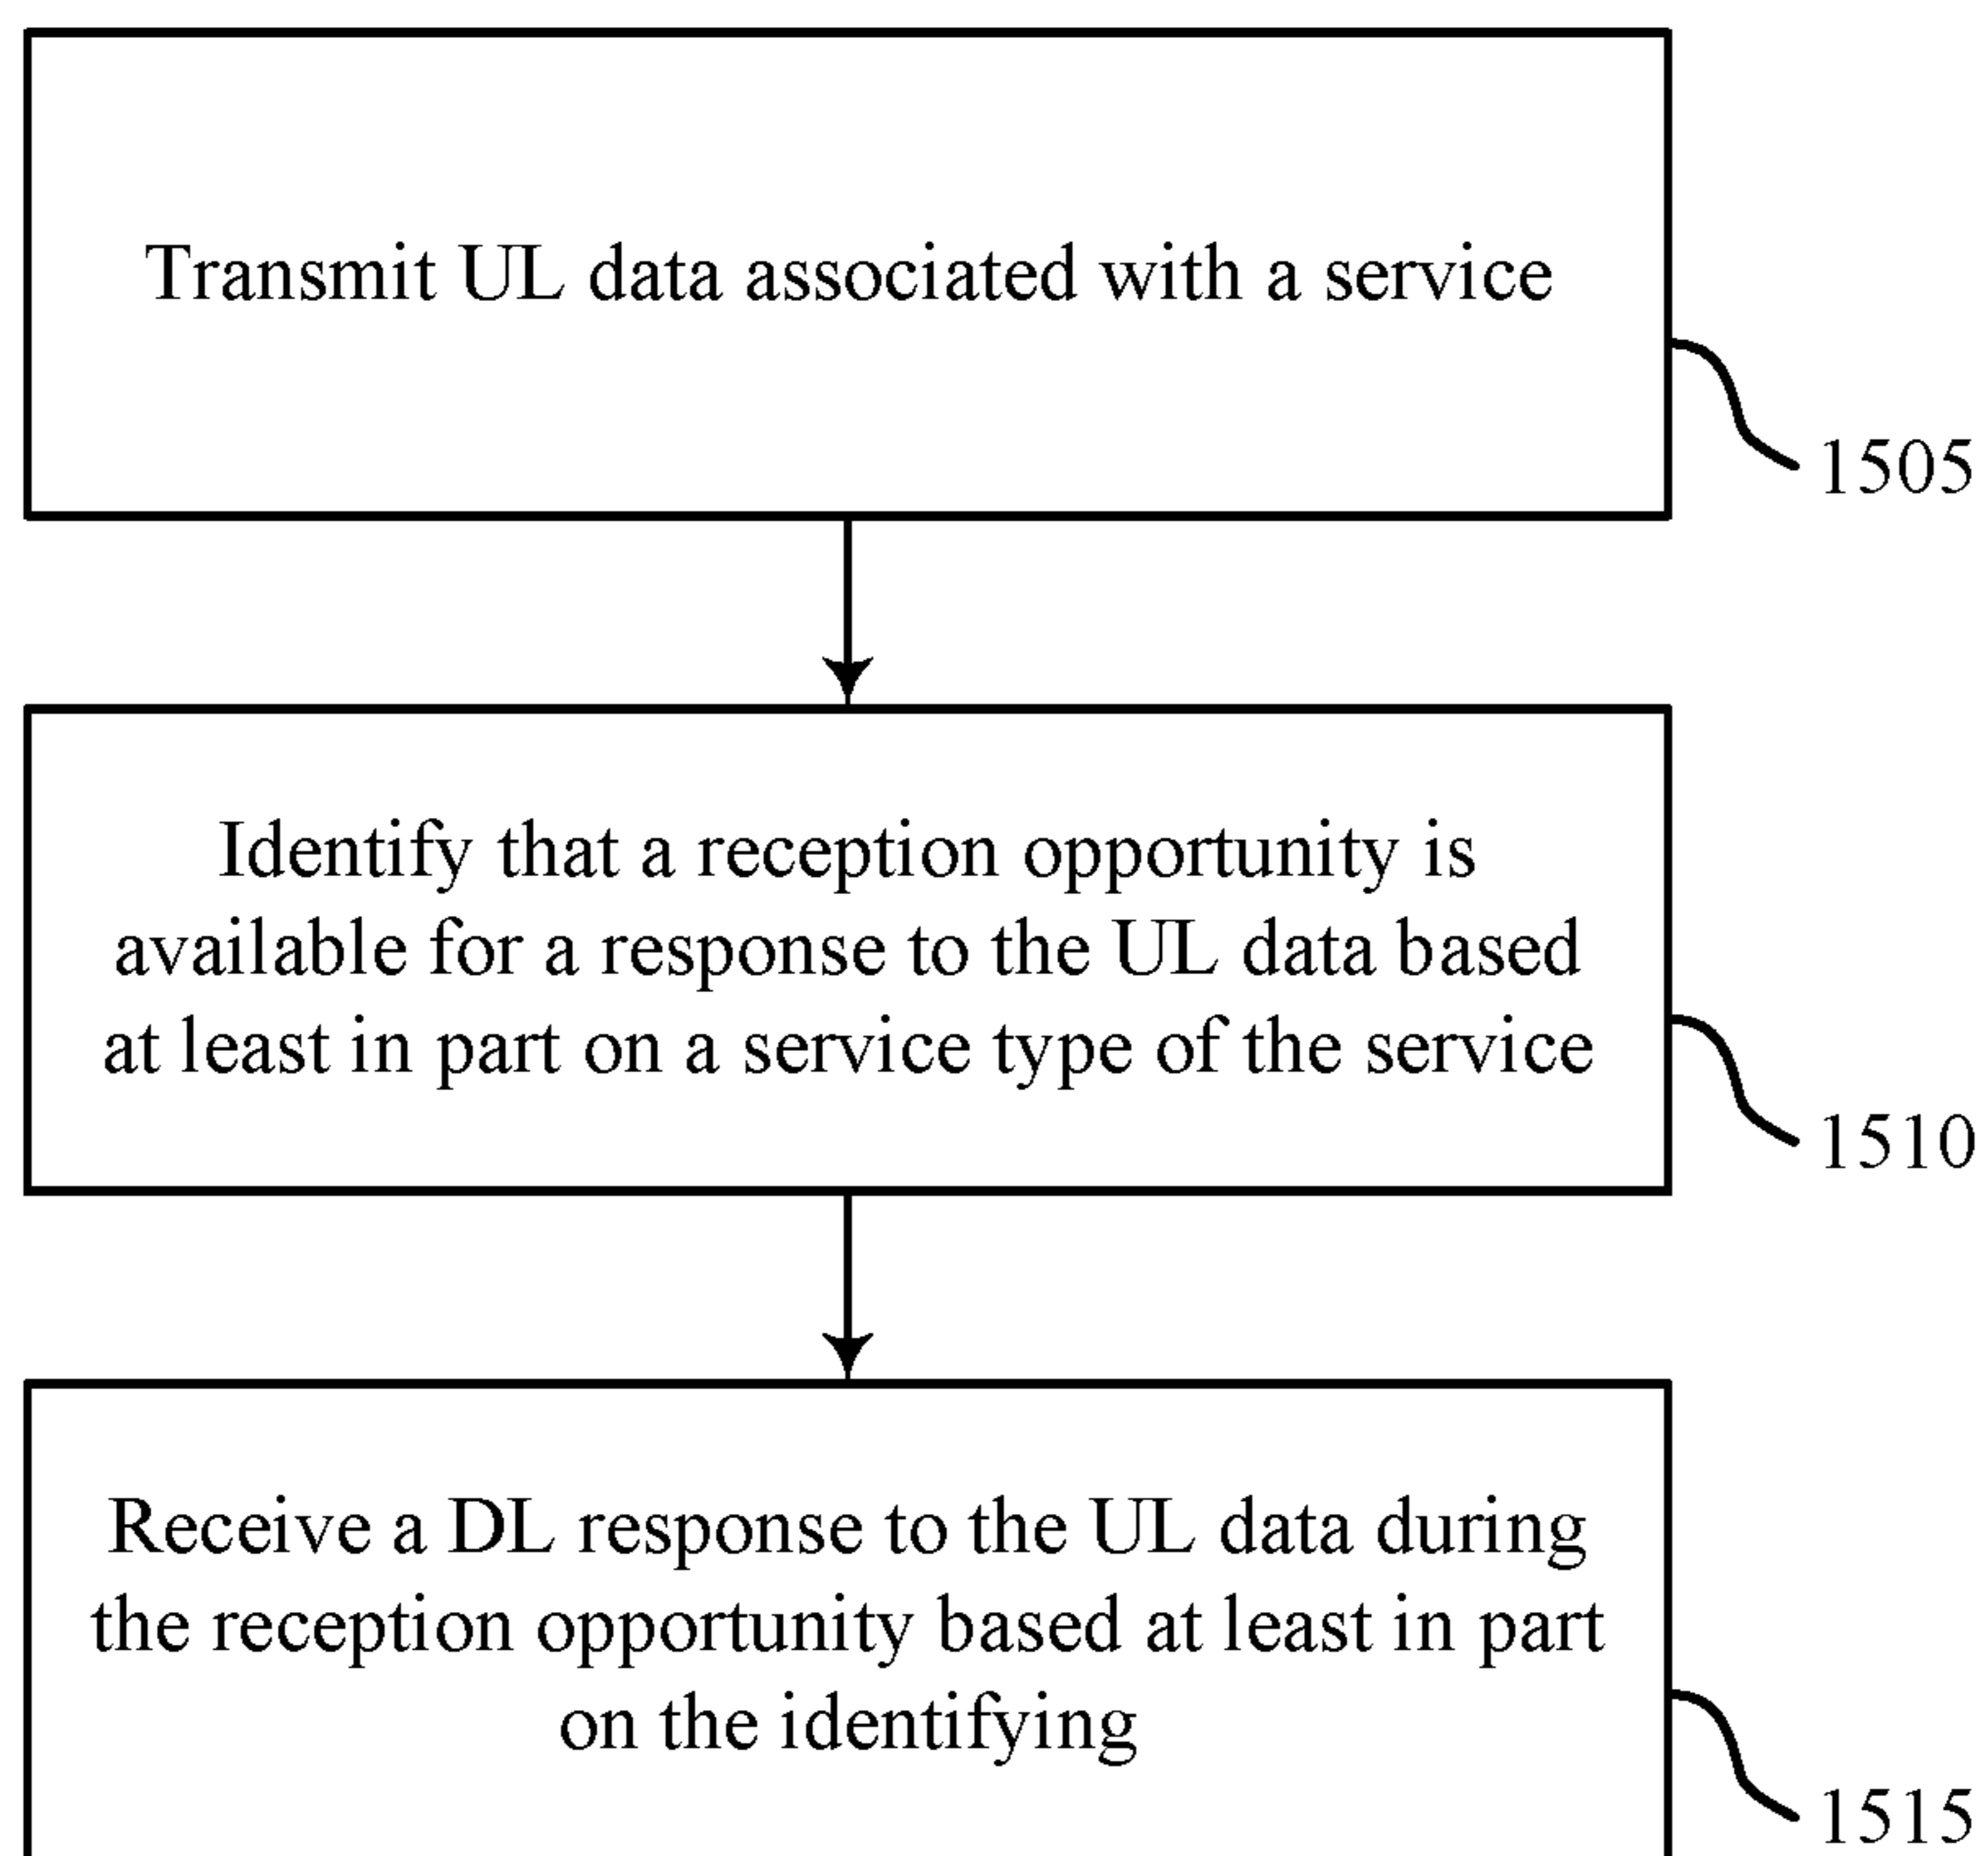 Transmit UL data associated with a service
1505
Identify that a reception opportunity is
available for a response to the UL data based
at least in part on a service type of the service
1510
Receive a DL response to the UL data during
the reception opportunity based at least in part
on the identifying
1515